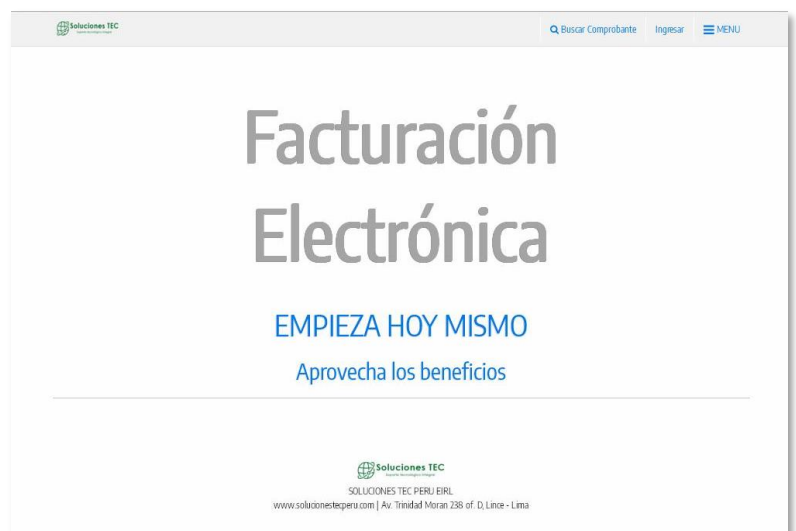 Soluciones TEC
Buscar Comprobante
Ingresar
MENU
Facturación
Electrónica
EMPIEZA HOY MISMO
Aprovecha los beneficios
Soluciones TEC
SOLUCIONES TEC PERU EIRL
www.solucionestecperu.com | Av. Trinidad Moran 238 of. D, Lince - Lima